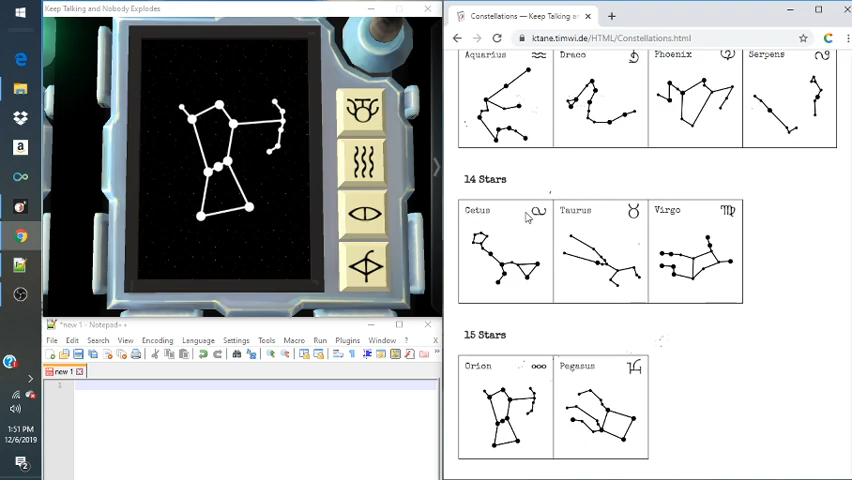 Keep Talking and Nobody Explodes
Constellations — Keep Talking an
ktane.timwi.de/HTML/Constellations.html
Aquarius
Draco
Phoenix
Serpens
14 Stars
Cetus
Taurus
Virgo
15 Stars
Orion
Pegasus
*new 1 - Notepad++
File Edit Search View Encoding Language Settings Tools Macro Run Plugins Window ?
new 1
1
1:51 PM
12/6/2019
2